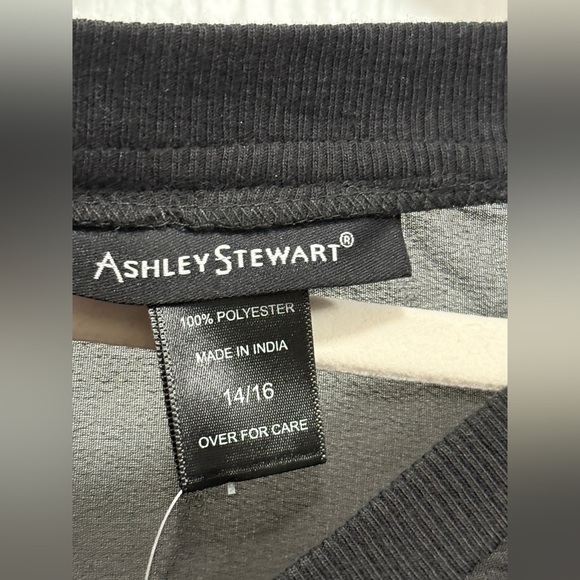 ASHLEY STEWART®
100% POLYESTER
MADE IN INDIA
14/16
OVER FOR CARE